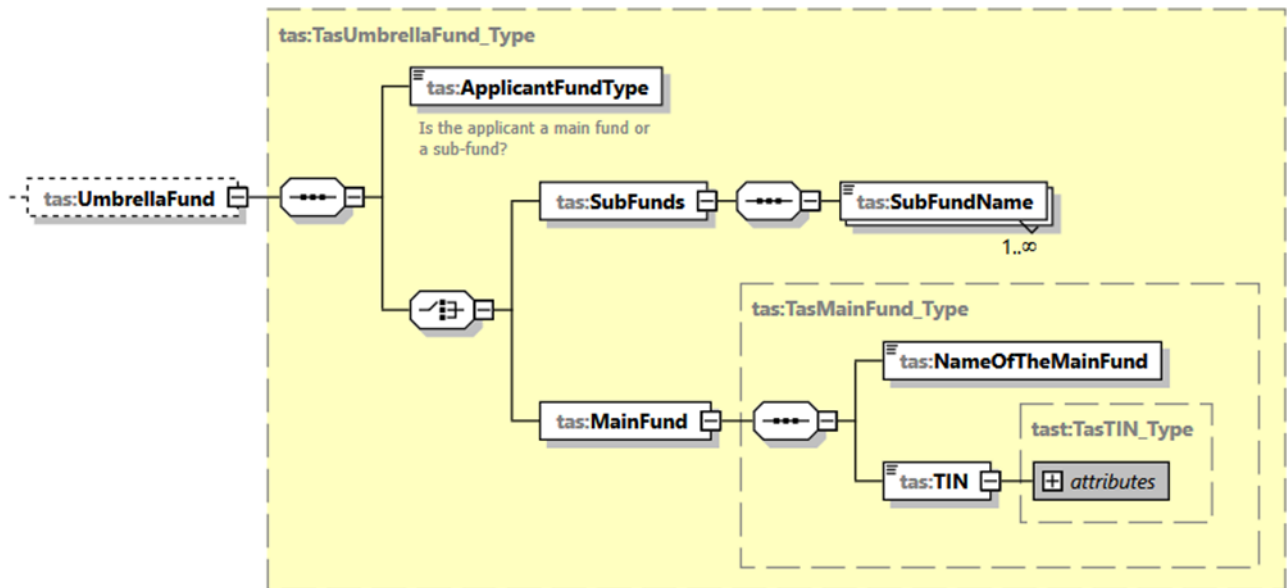 tas:TasUmbrellaFund_Type
tas:ApplicantFundType
Is the applicant a main fund or
a sub-fund?
tas:UmbrellaFund
tas:SubFunds
tas:SubFundName
1..∞
tas:TasMainFund_Type
tas:NameOfTheMainFund
tas:MainFund
tast:TasTIN_Type
tas:TIN
attributes